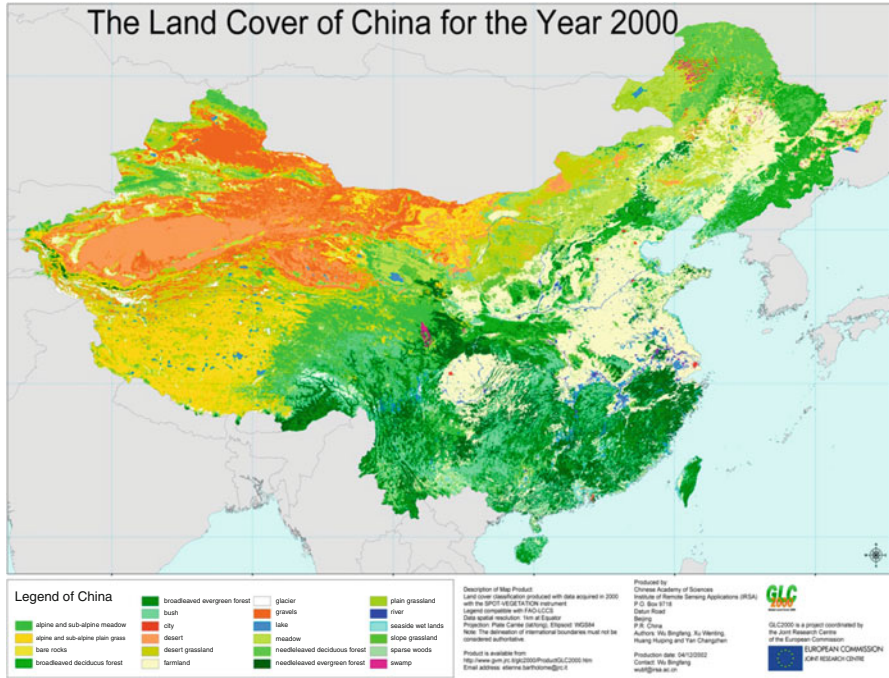 The Land Cover of China for the Year 2000
Legend of China
alpine and sub-alpine meadow
alpine and sub-alpine plain grass
bare rocks
broadleaved deciducus forest
broadleaved evergreen forest
bush
city
desert
desert grassland
farmland
glacier
gravels
lake
meadow
needleleaved deciduous forest
needleleaved evergreen forest
plain grassland
river
seaside wet lands
slope grassland
sparse woods
swamp
Description of Map Product
Land cover classification produced with data acquired in 2000
with the SPOT-VEGETATION instrument
Legend compatible with FAO-LCCS
Data spatial resolution: 1km at Equator
Projection: Plate Carrée (lat/long), Ellipsoid: WGS84
Note: The delineation of international boundaries must not be
considered authoritative.
Product is available from:
Produced by:
Chinese Academy of Sciences
Institute of Remote Sensing Applications (IRSA)
P.O. Box 9718
Datun Road
Beijing
P.R. China
Authors: Wu Bingfang, Xu Wenting,
Huang Huiping and Yan Changzhen
Production date: 04/12/2002
Contact: Wu Bingfang
GLC
2000
GLC2000 is a project coordinated by
the Joint Research Centre
of the European Commission
EUROPEAN COMMISSION
JOINT RESEARCH CENTRE